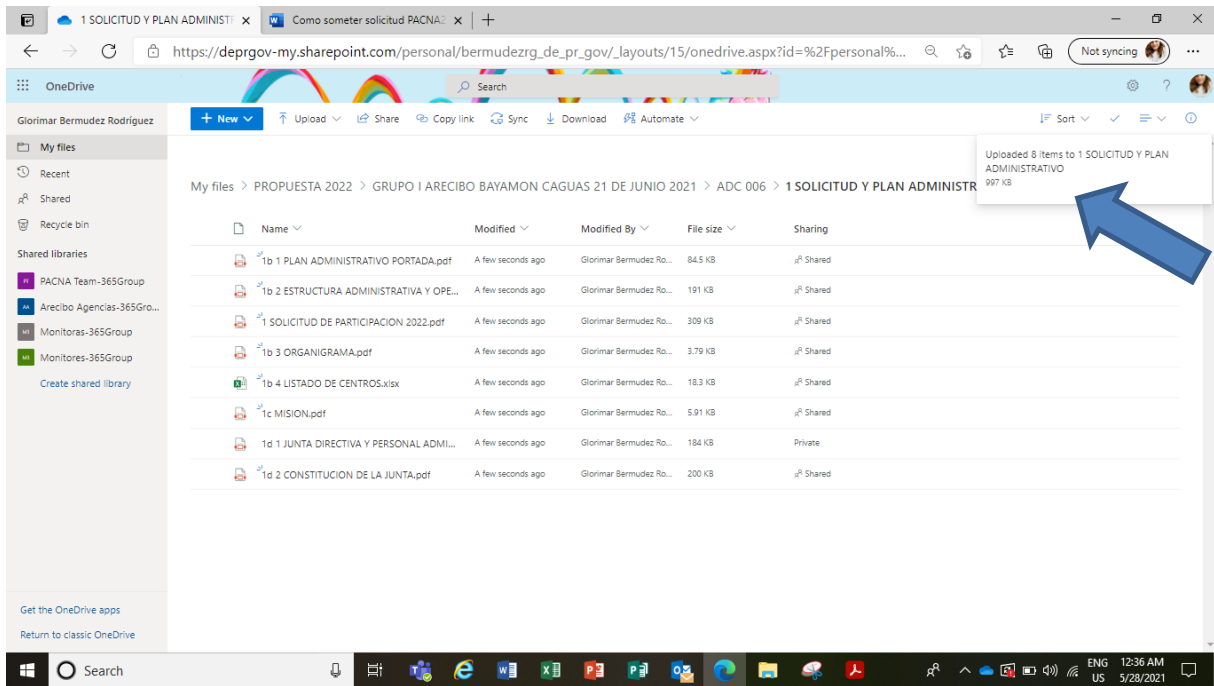 1 SOLICITUD Y PLAN ADMINISTR
Como someter solicitud PACNA2
https://deprgov-my.sharepoint.com/personal/bermudezrg_de_pr_gov/_layouts/15/onedrive.aspx?id=%2Fpersonal%...
Not syncing
OneDrive
Search
Glorimar Bermudez Rodríguez
+ New
Upload
Share
Copy link
Sync
Download
Automate
Sort
My files
Recent
Shared
Recycle bin
Shared libraries
PACNA Team-365Group
AA Arecibo Agencias-365Gro...
Monitoras-365Group
Monitores-365Group
Create shared library
Get the OneDrive apps
Return to classic OneDrive
Uploaded 8 items to 1 SOLICITUD Y PLAN
ADMINISTRATIVO
997 KB
My files > PROPUESTA 2022 > GRUPO I ARECIBO BAYAMON CAGUAS 21 DE JUNIO 2021 > ADC 006 > 1 SOLICITUD Y PLAN ADMINISTR
Name Modified Modified By File size Sharing
1b 1 PLAN ADMINISTRATIVO PORTADA.pdf A few seconds ago Glorimar Bermudez Ro... 84.5 KB Shared
1b 2 ESTRUCTURA ADMINISTRATIVA Y OPE... A few seconds ago Glorimar Bermudez Ro... 191 KB Shared
1 SOLICITUD DE PARTICIPACION 2022.pdf A few seconds ago Glorimar Bermudez Ro... 309 KB Shared
1b 3 ORGANIGRAMA.pdf A few seconds ago Glorimar Bermudez Ro... 3.79 KB Shared
1b 4 LISTADO DE CENTROS.xlsx A few seconds ago Glorimar Bermudez Ro... 18.3 KB Shared
1c MISION.pdf A few seconds ago Glorimar Bermudez Ro... 5.91 KB Shared
1d 1 JUNTA DIRECTIVA Y PERSONAL ADMI... A few seconds ago Glorimar Bermudez Ro... 184 KB Private
1d 2 CONSTITUCION DE LA JUNTA.pdf A few seconds ago Glorimar Bermudez Ro... 200 KB Shared
Search
ENG
US
12:36 AM
5/28/2021